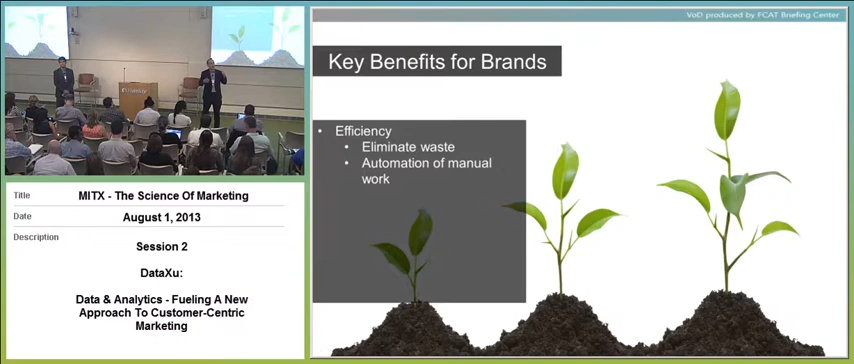 VoD produced by FCAT Briefing Center
Key Benefits for Brands
• Efficiency
• Eliminate waste
• Automation of manual
work
Title
MITX - The Science Of Marketing
Date
August 1, 2013
Description
Session 2
DataXu:
Data & Analytics - Fueling A New
Approach To Customer-Centric
Marketing